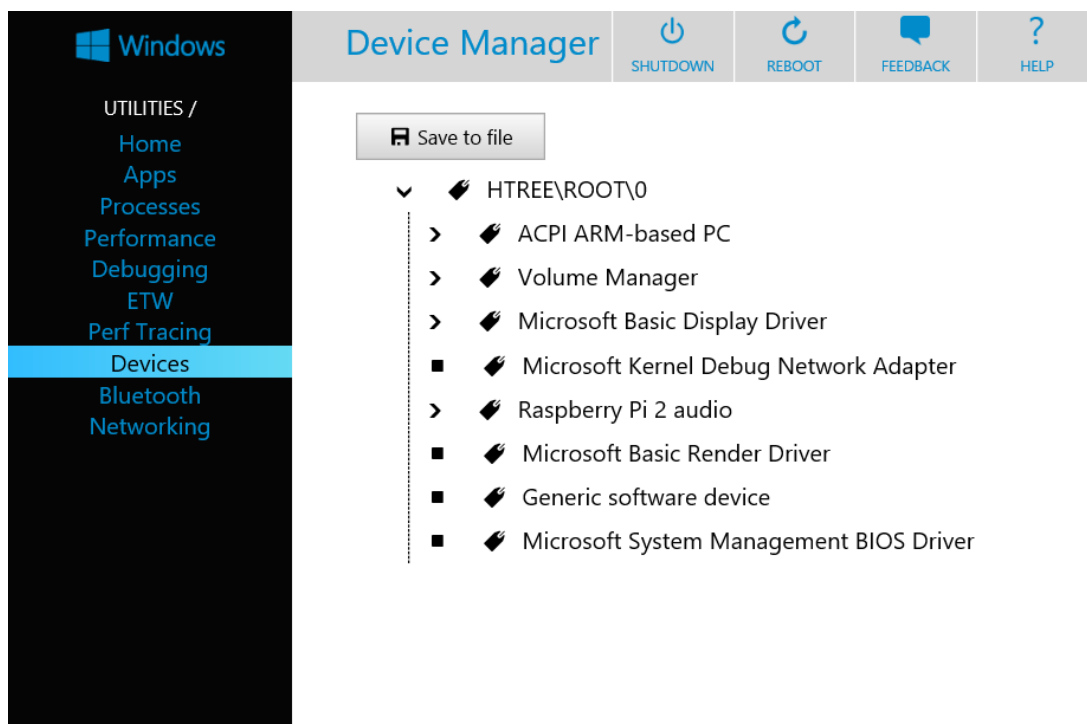 Windows
UTILITIES /
Home
Apps
Processes
Performance
Debugging
ETW
Perf Tracing
Devices
Bluetooth
Networking
Device Manager
SHUTDOWN
REBOOT
FEEDBACK
?
HELP
Save to file
HTREE\ROOT\0
ACPI ARM-based PC
Volume Manager
Microsoft Basic Display Driver
Microsoft Kernel Debug Network Adapter
Raspberry Pi 2 audio
Microsoft Basic Render Driver
Generic software device
Microsoft System Management BIOS Driver